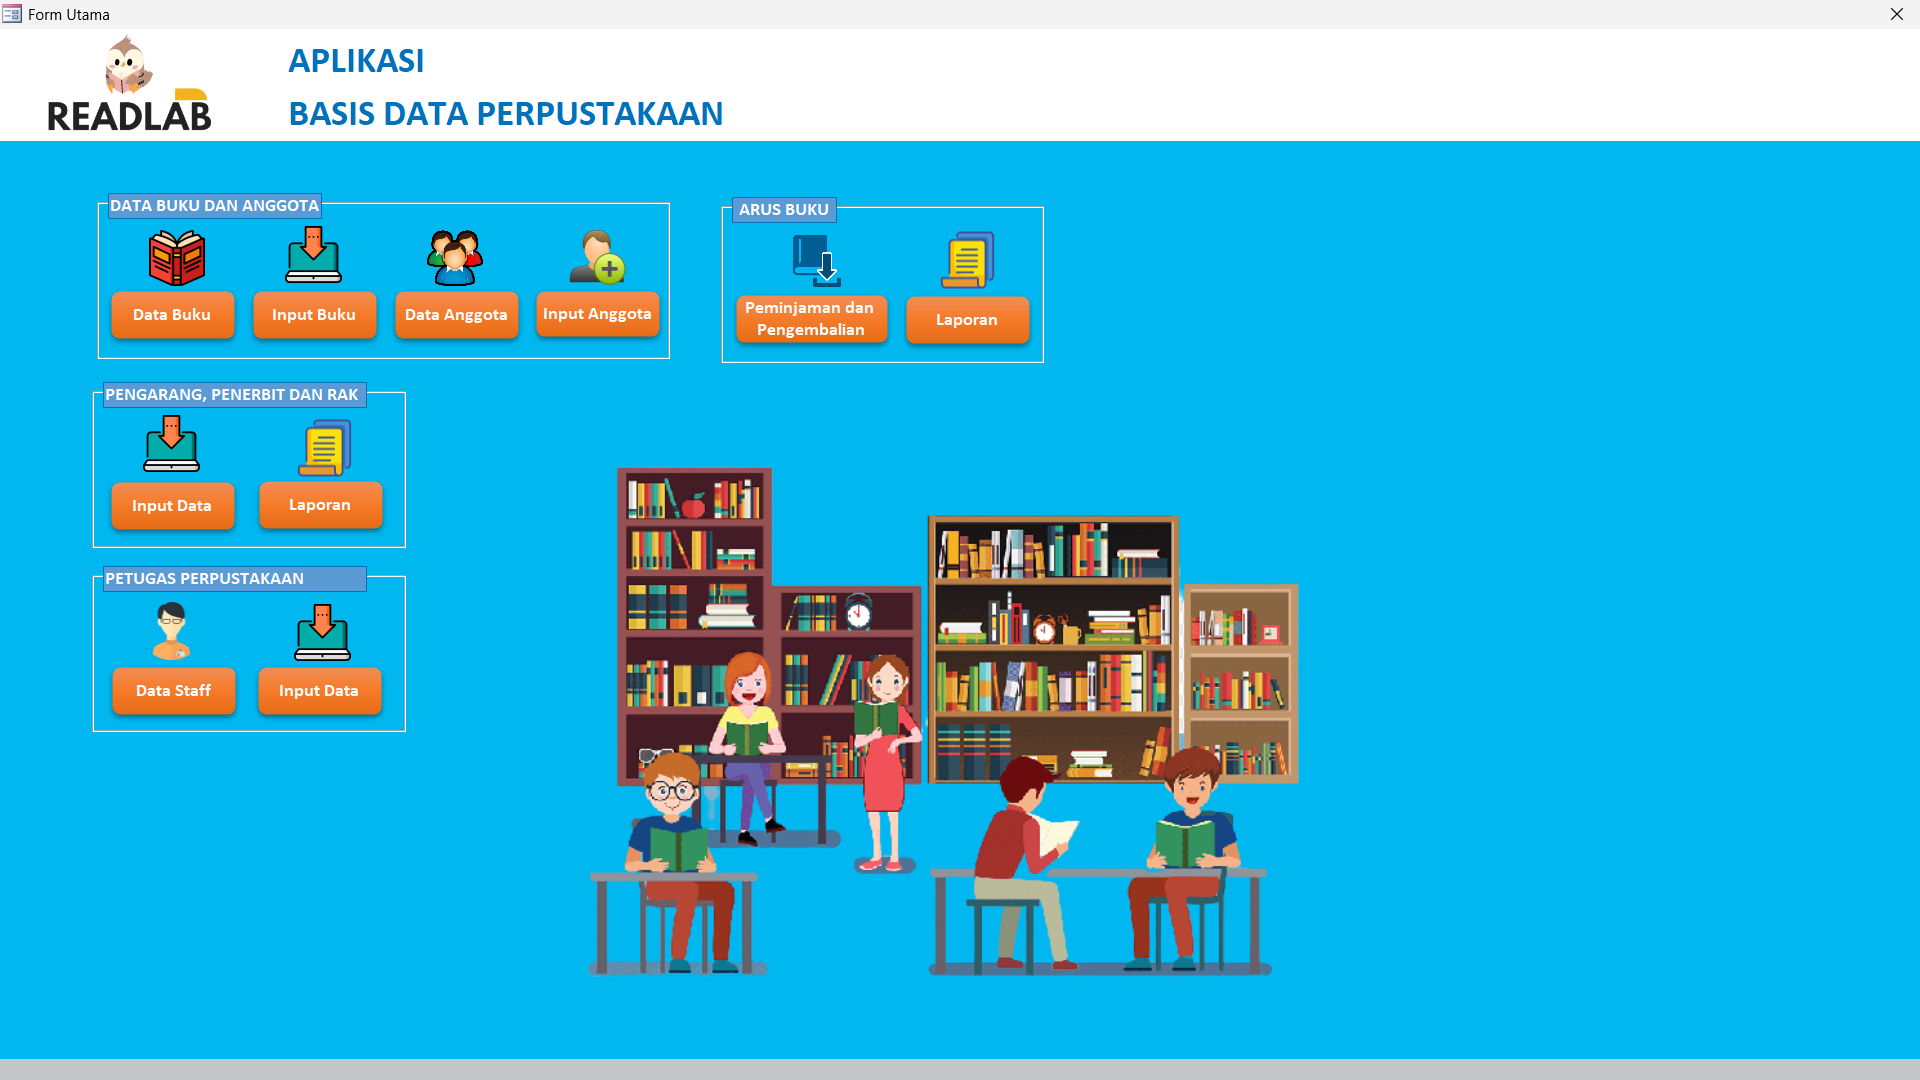 Form Utama
READLAB
APLIKASI
BASIS DATA PERPUSTAKAAN
DATA BUKU DAN ANGGOTA
Data Buku
Input Buku
Data Anggota
Input Anggota
ARUS BUKU
Peminjaman dan
Pengembalian
Laporan
PENGARANG, PENERBIT DAN RAK
Input Data
Laporan
PETUGAS PERPUSTAKAAN
Data Staff
Input Data